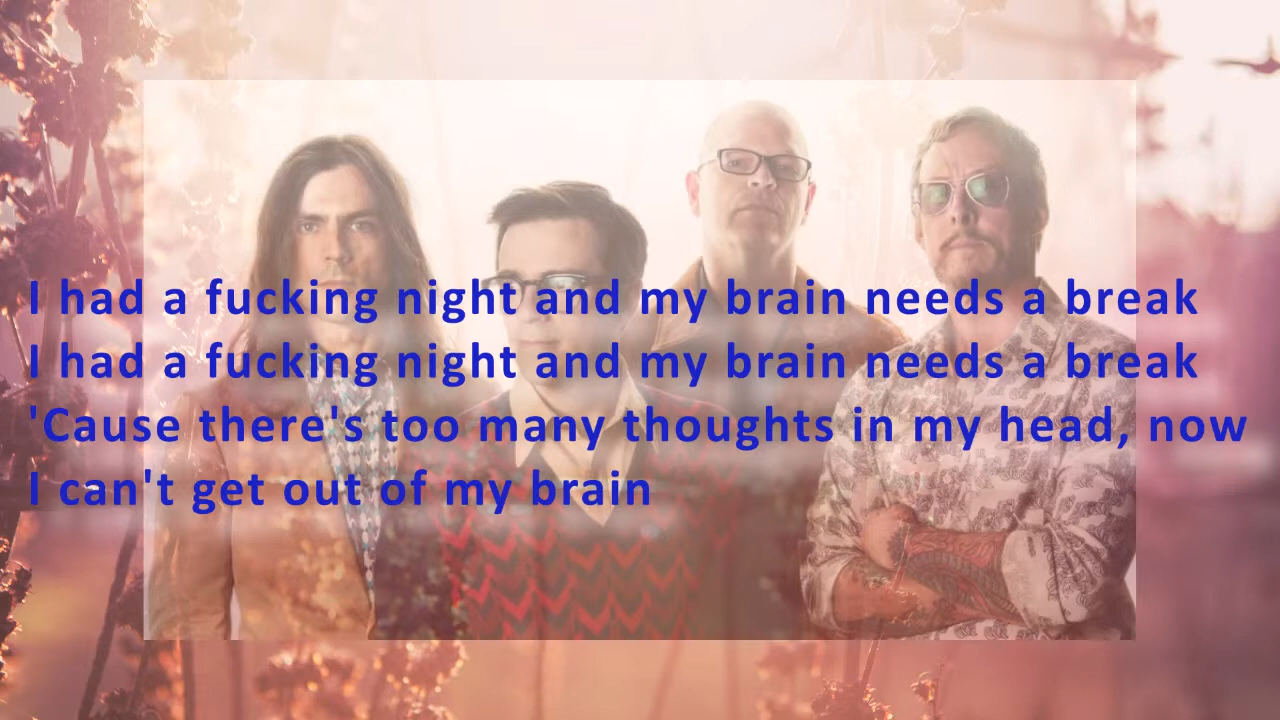 I had a fucking night and my brain needs a break
I had a fucking night and my brain needs a break
'Cause there's too many thoughts in my head, now
I can't get out of my brain